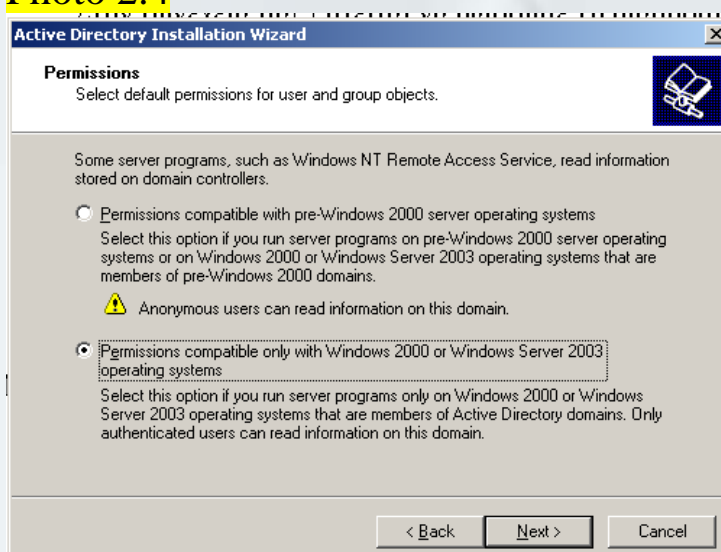 Photo 2.4
Active Directory Installation Wizard
Permissions
Select default permissions for user and group objects.
Some server programs, such as Windows NT Remote Access Service, read information
stored on domain controllers.
Permissions compatible with pre-Windows 2000 server operating systems
Select this option if you run server programs on pre-Windows 2000 server operating
systems or on Windows 2000 or Windows Server 2003 operating systems that are
members of pre-Windows 2000 domains.
Anonymous users can read information on this domain.
Permissions compatible only with Windows 2000 or Windows Server 2003
operating systems
Select this option if you run server programs only on Windows 2000 or Windows
Server 2003 operating systems that are members of Active Directory domains. Only
authenticated users can read information on this domain.
< Back Next > Cancel